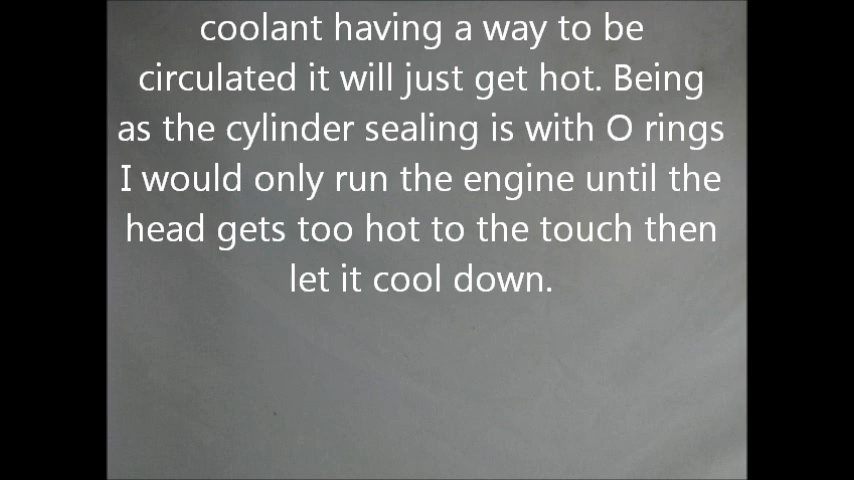 coolant having a way to be
circulated it will just get hot. Being
as the cylinder sealing is with O rings
I would only run the engine until the
head gets too hot to the touch then
let it cool down.